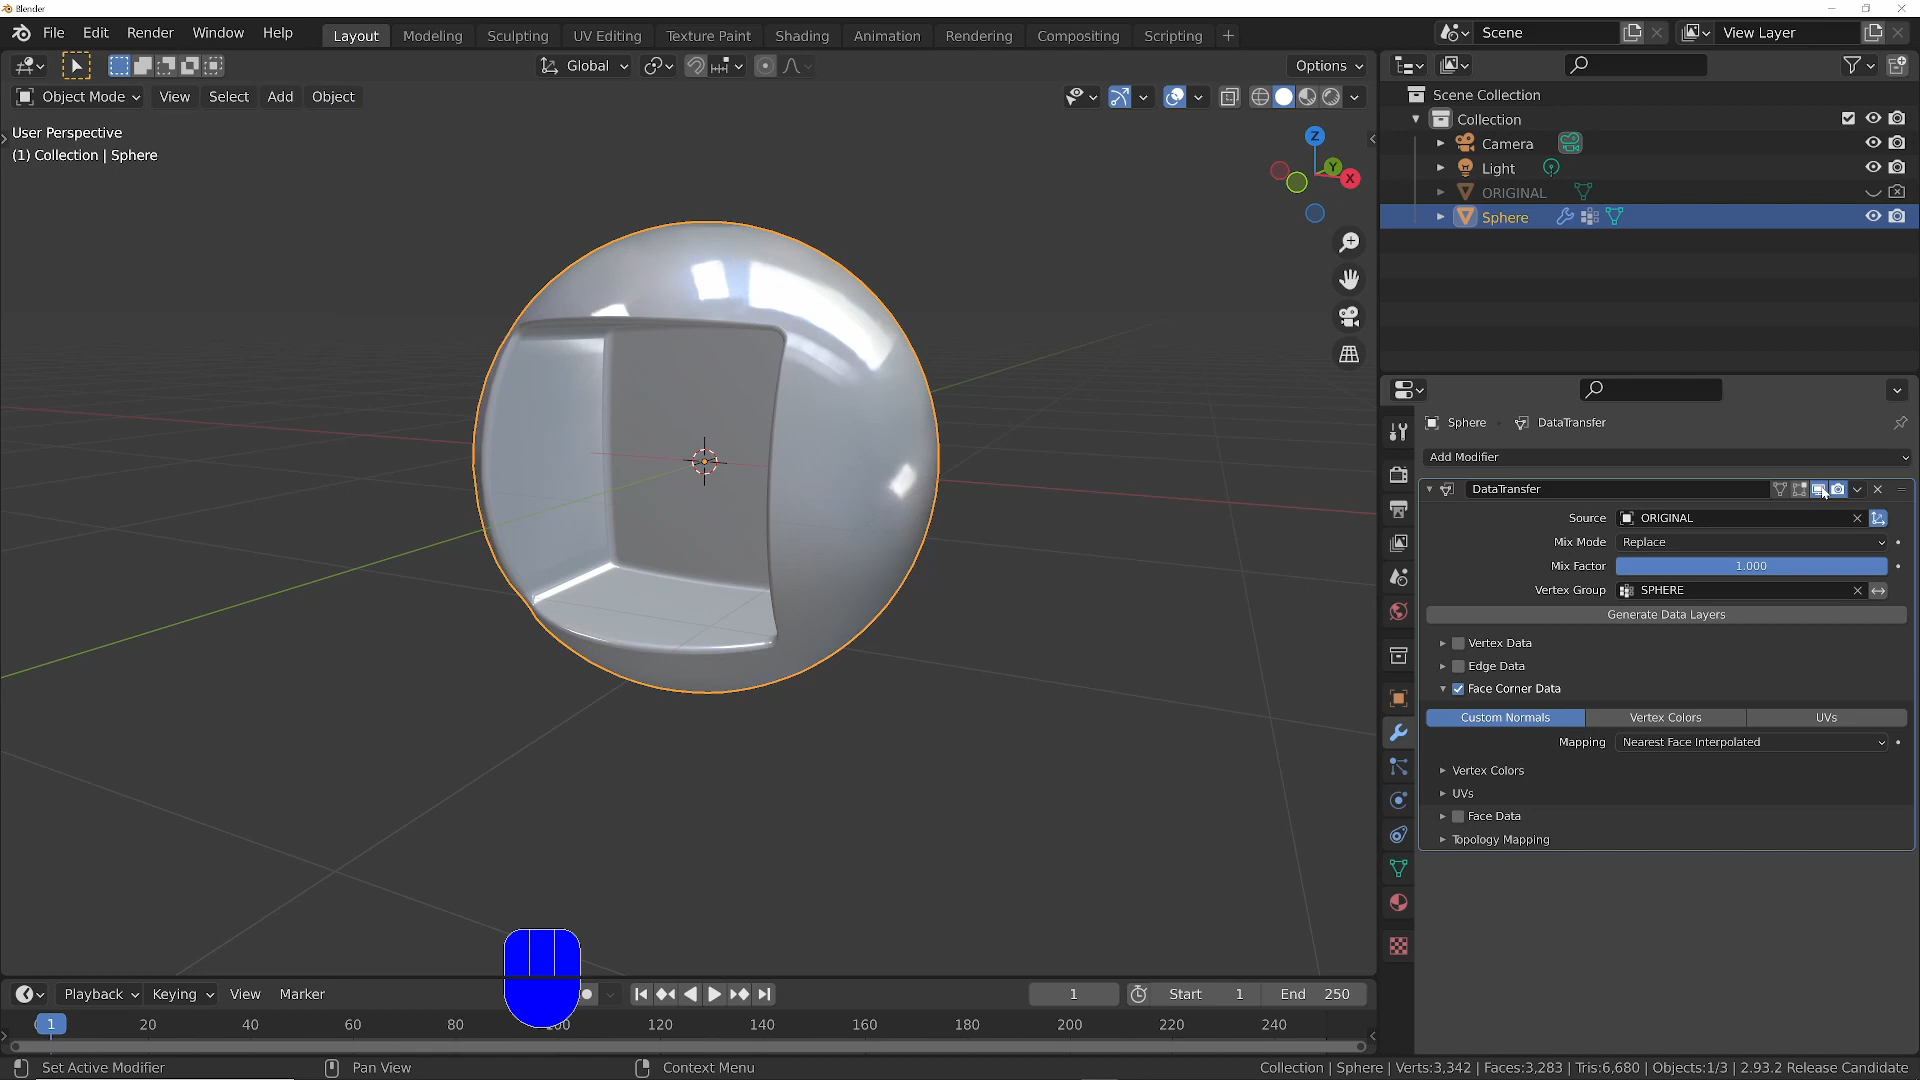 Blender
File Edit Render Window Help Layout Modeling Sculpting UV Editing Texture Paint Shading Animation Rendering Compositing Scripting + Scene View Layer
Global Options
Object Mode View Select Add Object
User Perspective
(1) Collection | Sphere
Z
Y
X
Scene Collection
Collection
Camera
Light
ORIGINAL
Sphere
Sphere DataTransfer
Add Modifier
DataTransfer
Source ORIGINAL
Mix Mode Replace
Mix Factor 1.000
Vertex Group SPHERE
Generate Data Layers
Vertex Data
Edge Data
Face Corner Data
Custom Normals Vertex Colors UVs
Mapping Nearest Face Interpolated
Vertex Colors
UVs
Face Data
Topology Mapping
Playback Keying View Marker 1 Start 1 End 250
1 20 40 60 80 100 120 140 160 180 200 220 240
Set Active Modifier Pan View Context Menu Collection | Sphere | Verts:3,342 | Faces:3,283 | Tris:6,680 | Objects:1/3 | 2.93.2 Release Candidate